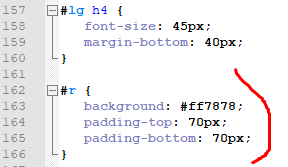 157 #lg h4 {
158 font-size: 45px;
159 margin-bottom: 40px;
160 }
161
162 #r {
163 background: #ff7878;
164 padding-top: 70px;
165 padding-bottom: 70px;
166 }